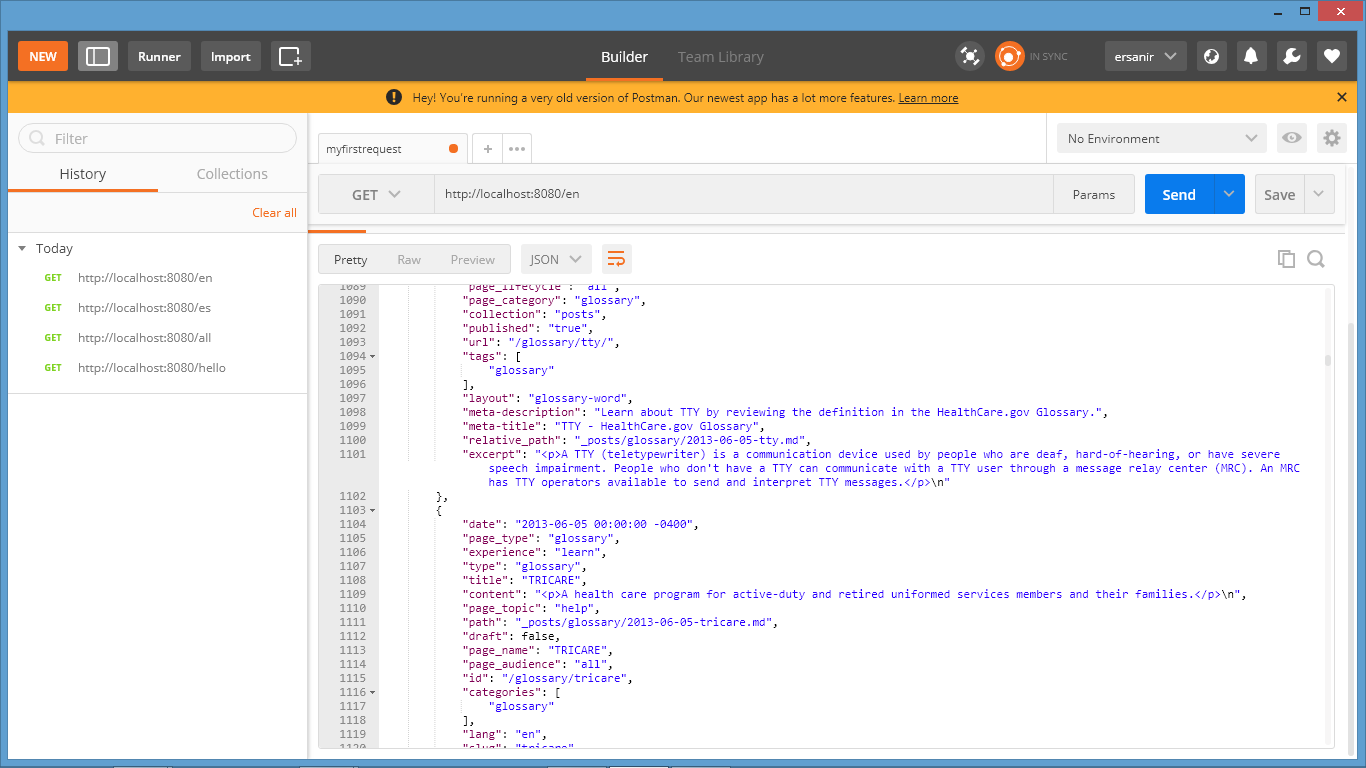 NEW
Runner
Import
Builder
Team Library
IN SYNC
ersanir
Hey! You're running a very old version of Postman. Our newest app has a lot more features. Learn more
Filter
History
Collections
Clear all
Today
GET http://localhost:8080/en
GET http://localhost:8080/es
GET http://localhost:8080/all
GET http://localhost:8080/hello
myfirstrequest
No Environment
GET
http://localhost:8080/en
Params
Send
Save
Pretty
Raw
Preview
JSON
1089 "page_lifecycle": "all",
1090 "page_category": "glossary",
1091 "collection": "posts",
1092 "published": "true",
1093 "url": "/glossary/tty/",
1094 "tags": [
1095 "glossary"
1096 ],
1097 "layout": "glossary-word",
1098 "meta-description": "Learn about TTY by reviewing the definition in the HealthCare.gov Glossary.",
1099 "meta-title": "TTY - HealthCare.gov Glossary",
1100 "relative_path": "_posts/glossary/2013-06-05-tty.md",
1101 "excerpt": "<p>A TTY (teletypewriter) is a communication device used by people who are deaf, hard-of-hearing, or have severe
speech impairment. People who don't have a TTY can communicate with a TTY user through a message relay center (MRC). An MRC
has TTY operators available to send and interpret TTY messages.</p>\n"
1102 },
1103 {
1104 "date": "2013-06-05 00:00:00 -0400",
1105 "page_type": "glossary",
1106 "experience": "learn",
1107 "type": "glossary",
1108 "title": "TRICARE",
1109 "content": "<p>A health care program for active-duty and retired uniformed services members and their families.</p>\n",
1110 "page_topic": "help",
1111 "path": "_posts/glossary/2013-06-05-tricare.md",
1112 "draft": false,
1113 "page_name": "TRICARE",
1114 "page_audience": "all",
1115 "id": "/glossary/tricare",
1116 "categories": [
1117 "glossary"
1118 ],
1119 "lang": "en",
1120 "slug": "tricare"